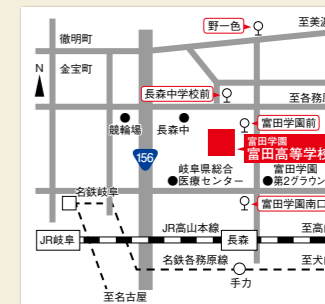 至美濃
野一色
徹明町
N
金宝町
長森中学校前
至各務原
富田学園前
競輪場
長森中
富田学園
富田高等学校
156
岐阜県総合
●医療センター
富田学園
●第2グラウン
名鉄岐阜
富田学園南口
JR岐阜
JR高山本線
長森
至高
名鉄各務原線
至犬
手力
至名古屋